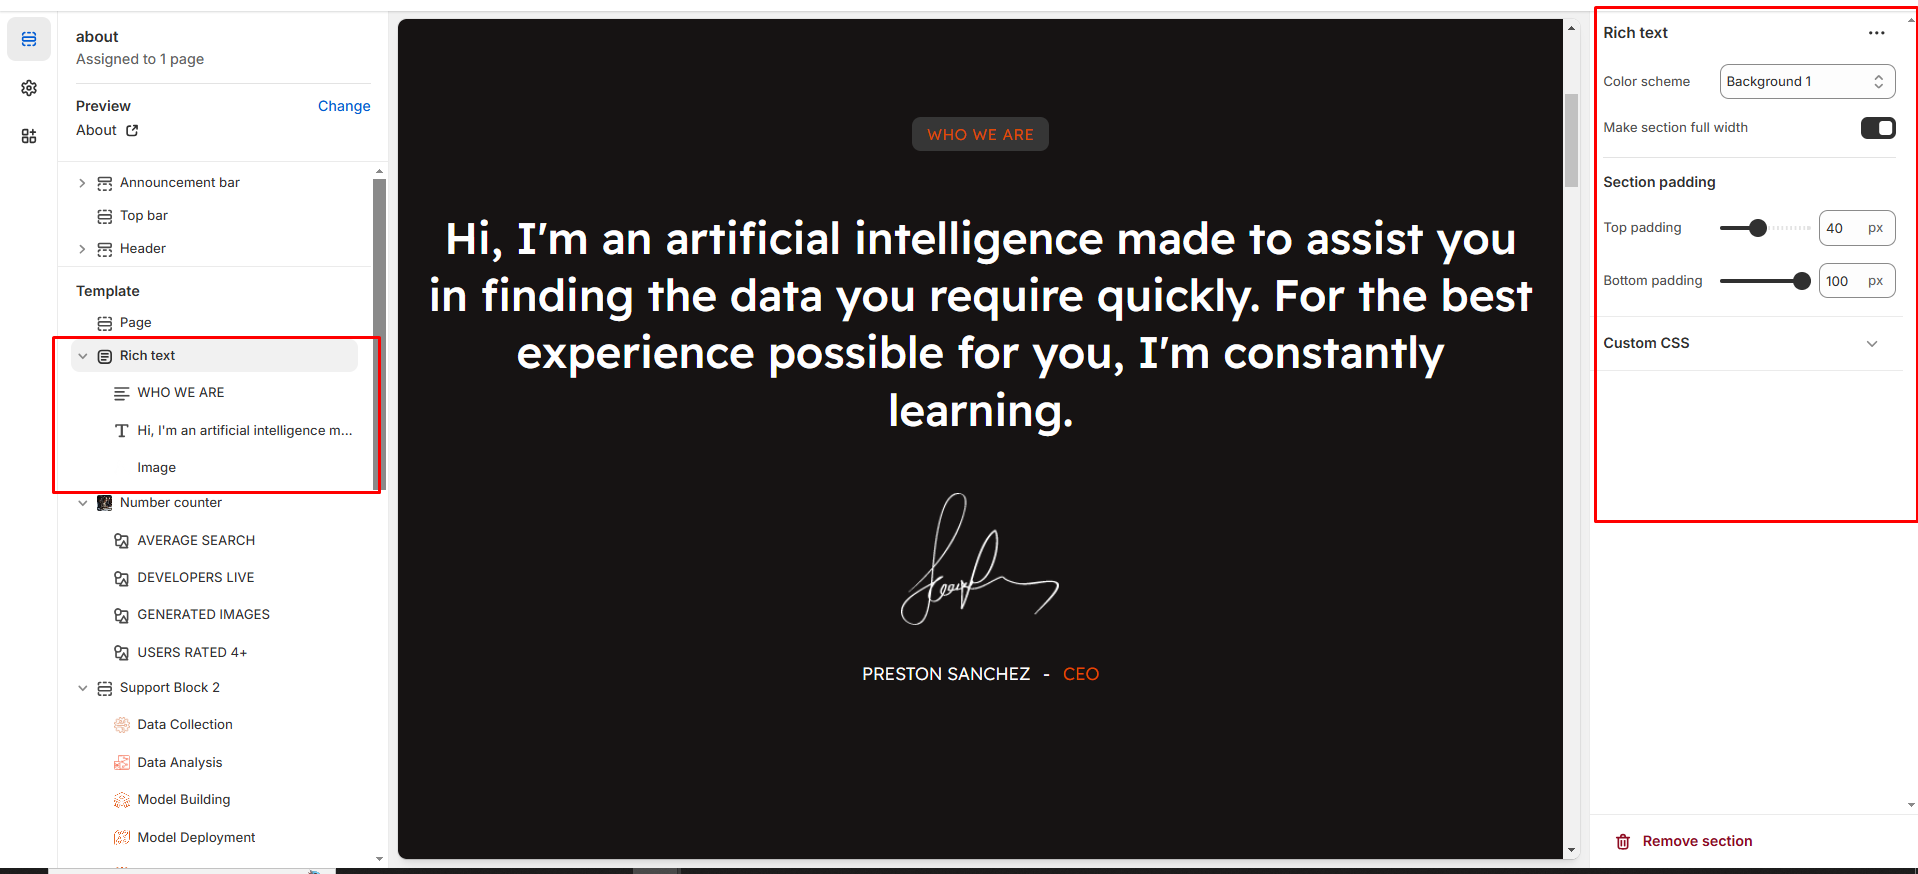 about
Assigned to 1 page
Preview
Change
About
Announcement bar
Top bar
Header
Template
Page
Rich text
WHO WE ARE
Hi, I'm an artificial intelligence m...
Image
Number counter
AVERAGE SEARCH
DEVELOPERS LIVE
GENERATED IMAGES
USERS RATED 4+
Support Block 2
Data Collection
Data Analysis
Model Building
Model Deployment
WHO WE ARE
Hi, I'm an artificial intelligence made to assist you
in finding the data you require quickly. For the best
experience possible for you, I'm constantly
learning.
PRESTON SANCHEZ - CEO
Rich text
Color scheme
Background 1
Make section full width
Section padding
Top padding
40 px
Bottom padding
100 px
Custom CSS
Remove section